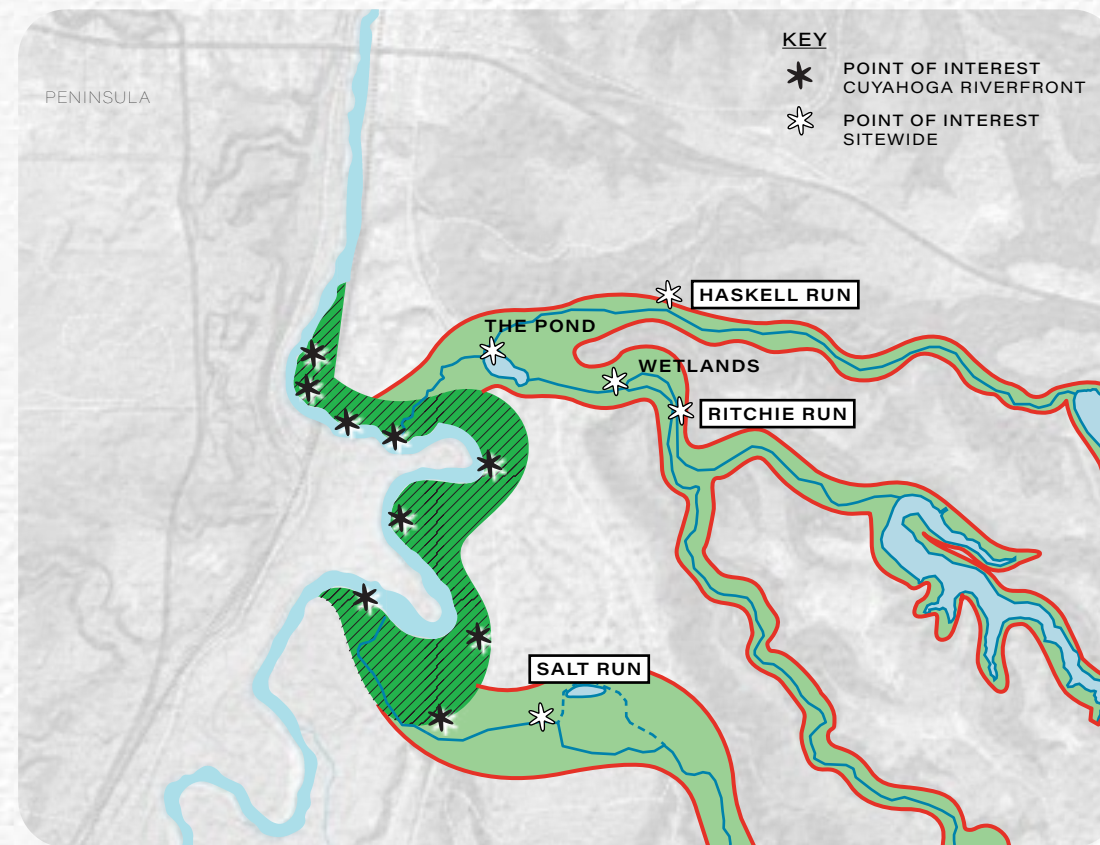 KEY
POINT OF INTEREST
CUYAHOGA RIVERFRONT
POINT OF INTEREST
SITEWIDE
PENINSULA
HASKELL RUN
THE POND
WETLANDS
RITCHIE RUN
SALT RUN